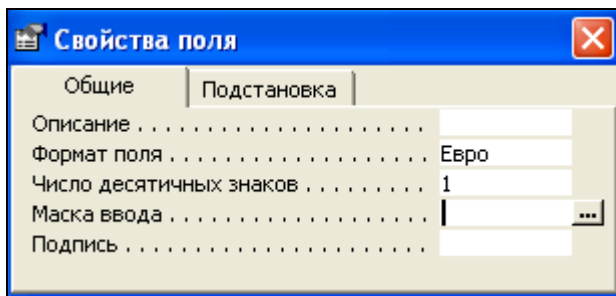 Свойства поля
Общие Подстановка
Описание . . . . . . . . . . . . . . . . . . . . .
Формат поля . . . . . . . . . . . . . . . . . . Евро
Число десятичных знаков . . . . . . . . . 1
Маска ввода . . . . . . . . . . . . . . . . . . ...
Подпись . . . . . . . . . . . . . . . . . . . . . .